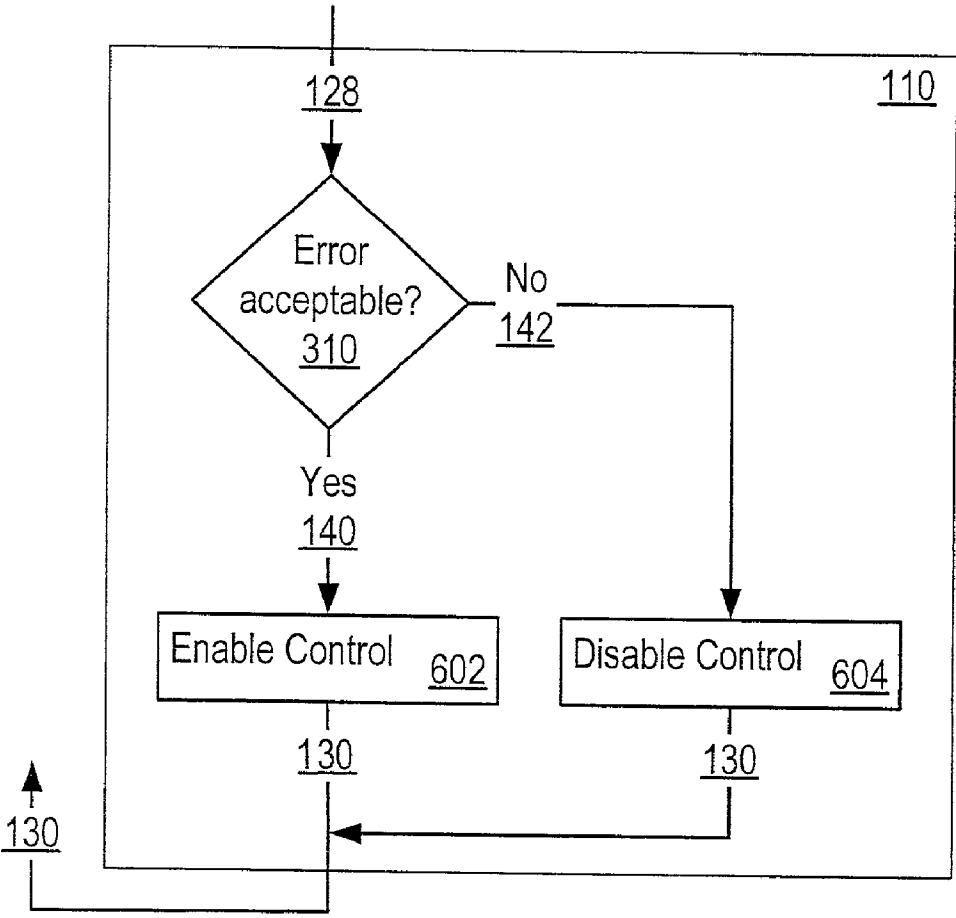 128
110
Error
acceptable?
310
No
142
Yes
140
Enable Control 602
Disable Control 604
130
130
130